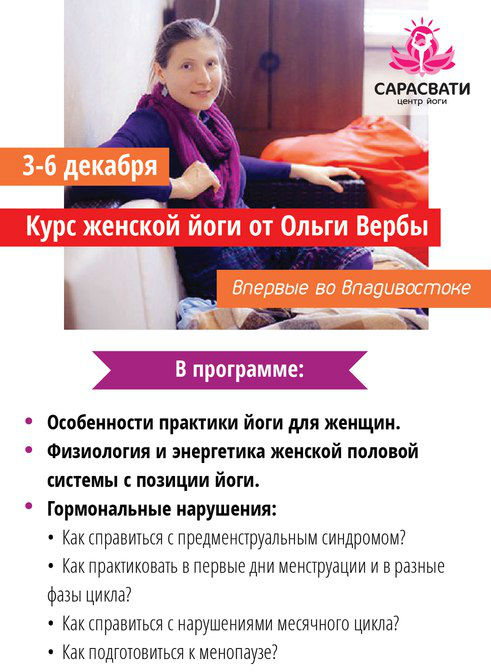 САРАСВАТИ
центр йоги
3-6 декабря
Курс женской йоги от Ольги Вербы
Впервые во Владивостоке
В программе:
• Особенности практики йоги для женщин.
• Физиология и энергетика женской половой
системы с позиции йоги.
• Гормональные нарушения:
• Как справиться с предменструальным синдромом?
• Как практиковать в первые дни менструации и в разные
фазы цикла?
• Как справиться с нарушениями месячного цикла?
• Как подготовиться к менопаузе?